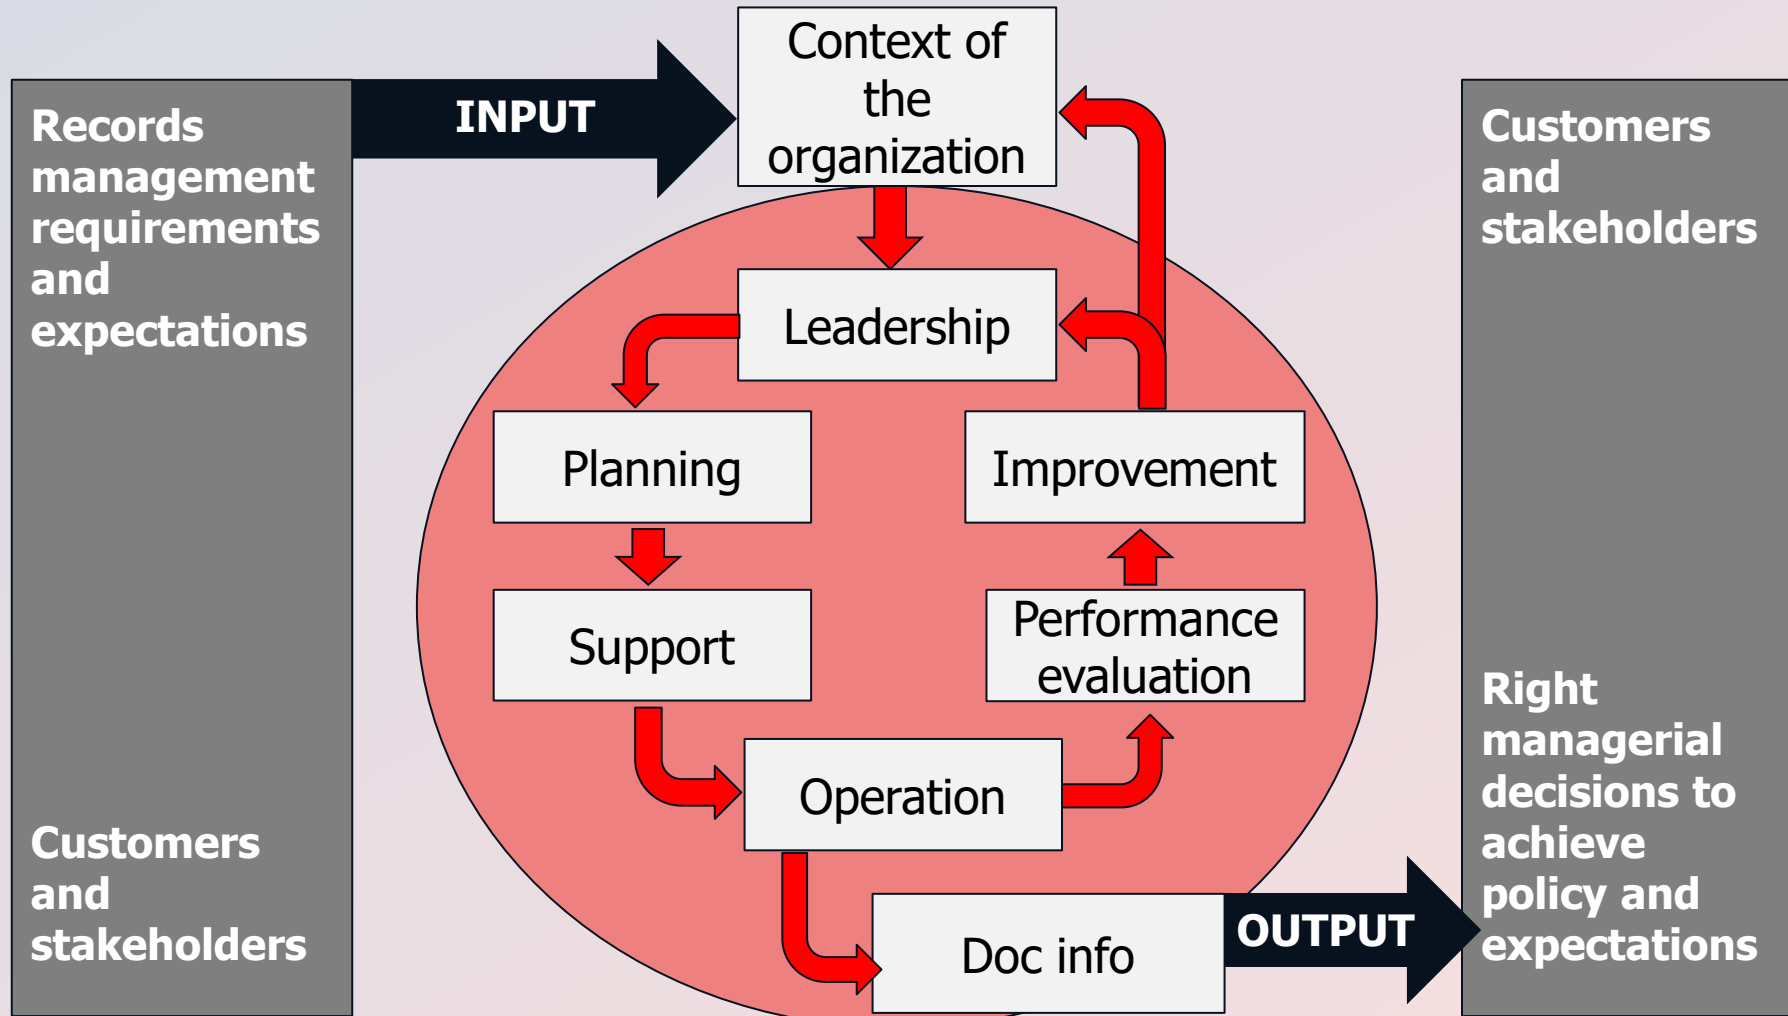 Records
management
requirements
and
expectations
Customers
and
stakeholders
INPUT
Context of
the
organization
Leadership
Planning
Support
Operation
Doc info
Performance
evaluation
Improvement
OUTPUT
Customers
and
stakeholders
Right
managerial
decisions to
achieve
policy and
expectations